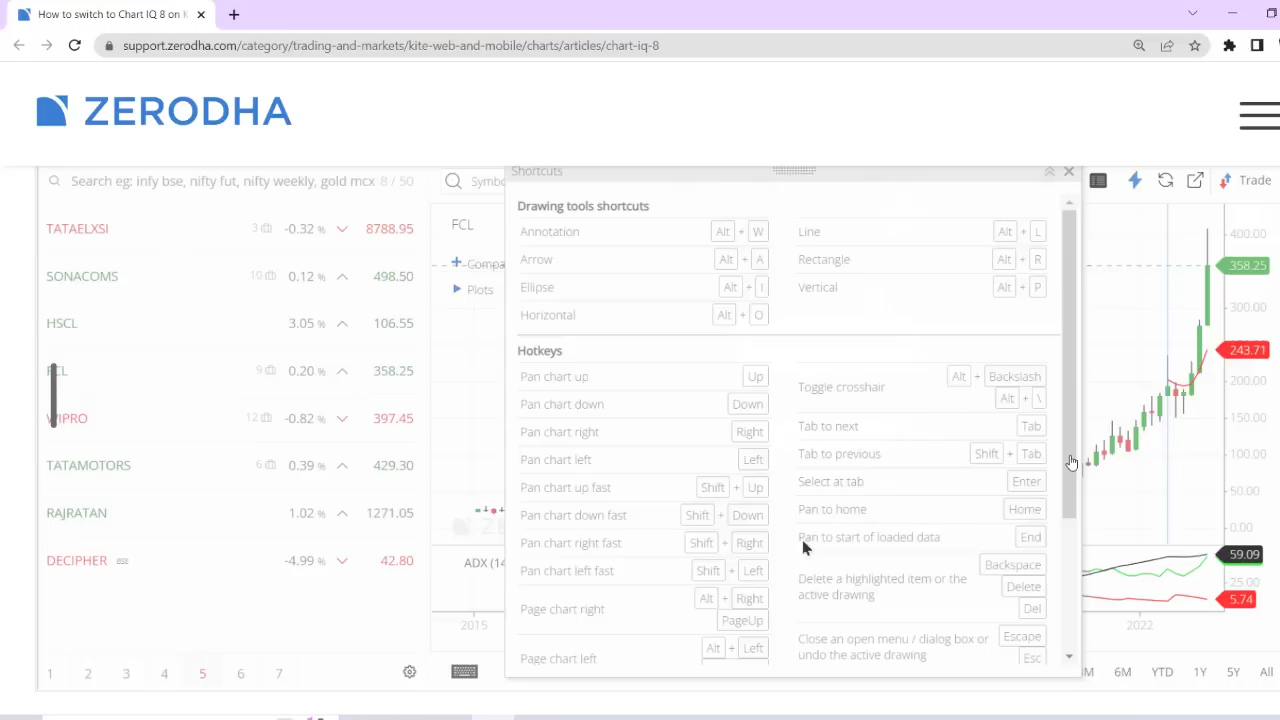 How to switch to Chart IQ 8 on K
support.zerodha.com/category/trading-and-markets/kite-web-and-mobile/charts/articles/chart-iq-8
ZERODHA
Search eg: infy bse, nifty fut, nifty weekly, gold mcx 8 / 50
TATAELXSI 3 -0.32 % 8788.95
SONACOMS 10 0.12 % 498.50
HSCL 3.05 % 106.55
FCL 9 0.20 % 358.25
WIPRO 12 -0.82 % 397.45
TATAMOTORS 6 0.39 % 429.30
RAJRATAN 1.02 % 1271.05
DECIPHER BSE -4.99 % 42.80
1 2 3 4 5 6 7
Symbo
FCL
Compa
Plots
ADX (14
2015
Shortcuts
Drawing tools shortcuts
Annotation Alt + W
Arrow Alt + A
Ellipse Alt + I
Horizontal Alt + O
Line Alt + L
Rectangle Alt + R
Vertical Alt + P
Hotkeys
Pan chart up Up
Pan chart down Down
Pan chart right Right
Pan chart left Left
Pan chart up fast Shift + Up
Pan chart down fast Shift + Down
Pan chart right fast Shift + Right
Pan chart left fast Shift + Left
Page chart right Alt + Right
PageUp
Page chart left Alt + Left
Toggle crosshair Alt + Backslash
Alt + \
Tab to next Tab
Tab to previous Shift + Tab
Select at tab Enter
Pan to home Home
Pan to start of loaded data End
Delete a highlighted item or the
active drawing
Backspace
Delete
Del
Close an open menu / dialog box or
undo the active drawing
Escape
Esc
Trade
400.00
358.25
300.00
243.71
200.00
150.00
100.00
50.00
0.00
59.09
25.00
5.74
2022
M 6M YTD 1Y 5Y All